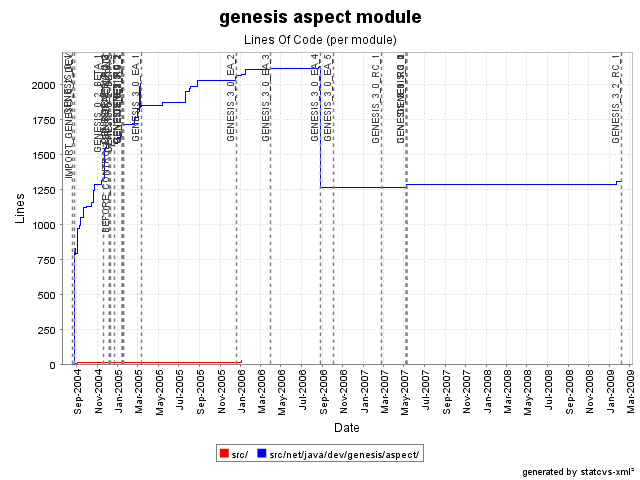 genesis aspect module
Lines Of Code (per module)
Lines
2000
1750
1500
1250
1000
750
500
250
0
GENESIS_3_0_EA_1
GENESIS_3_0_EA_2
GENESIS_3_0_EA_3
GENESIS_3_0_EA_4
GENESIS_3_0_EA_5
GENESIS_3_0_RC_1
GENESIS_3_2_RC_1
Sep-2004
Nov-2004
Jan-2005
Mar-2005
May-2005
Jul-2005
Sep-2005
Nov-2005
Jan-2006
Mar-2006
May-2006
Jul-2006
Sep-2006
Nov-2006
Jan-2007
Mar-2007
May-2007
Jul-2007
Sep-2007
Nov-2007
Jan-2008
Mar-2008
May-2008
Jul-2008
Sep-2008
Nov-2008
Jan-2009
Mar-2009
Date
src/ src/net/java/dev/genesis/aspect/
generated by statcvs-xml²